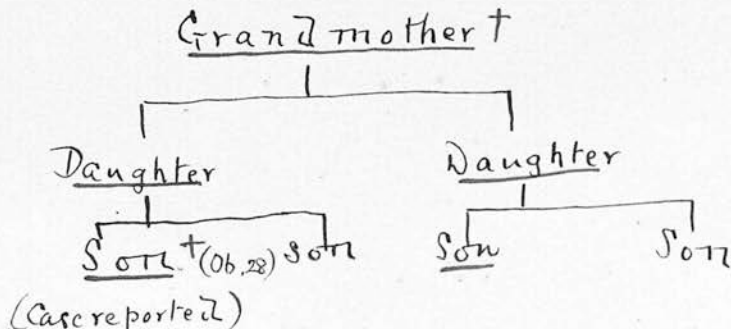 Grandmother †
Daughter Daughter
Son † (Ob, 28) Son Son Son
(Case reported)